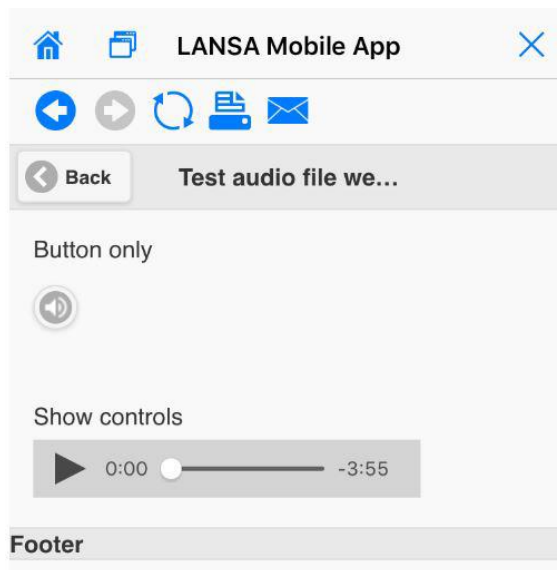 LANSA Mobile App
Back
Test audio file we...
Button only
Show controls
0:00 -3:55
Footer